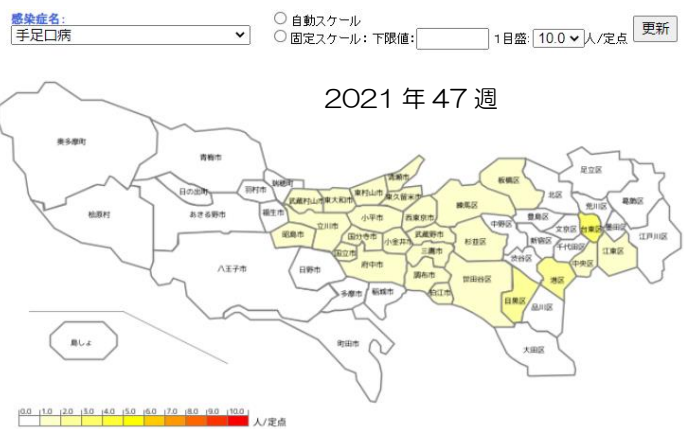 感染症名:
手足口病
自動スケール
固定スケール: 下限値:
1目盛: 10.0 人/定点
更新
2021 年 47 週
奥多摩町
青梅市
日の出町
羽村市
瑞穂町
檜原村
あきる野市
福生市
武蔵村山市
東大和市
東村山市
清瀬市
東久留米市
昭島市
立川市
小平市
西東京市
国分寺市
小金井市
武蔵野市
国立市
府中市
三鷹市
調布市
狛江市
八王子市
日野市
多摩市
稲城市
町田市
練馬区
板橋区
北区
足立区
葛飾区
荒川区
豊島区
中野区
杉並区
新宿区
文京区
台東区
墨田区
江戸川区
千代田区
渋谷区
中央区
江東区
港区
世田谷区
目黒区
品川区
大田区
島しょ
0.0 1.0 2.0 3.0 4.0 5.0 6.0 7.0 8.0 9.0 10.0
人/定点